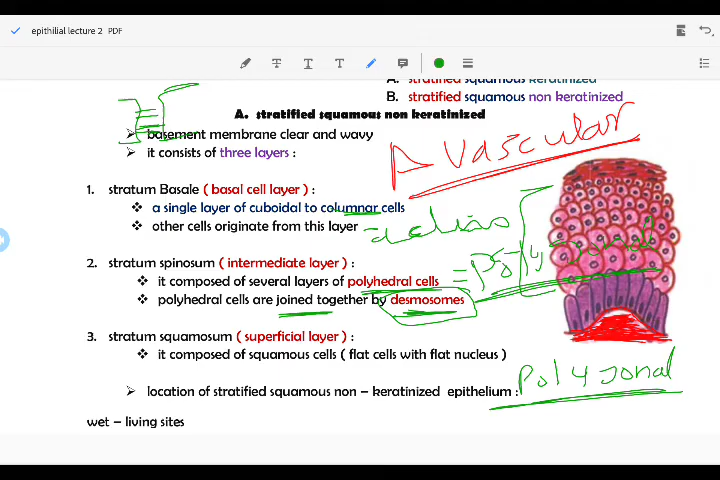 epithilial lecture 2 PDF
A. stratified squamous keratinized
B. stratified squamous non keratinized
A. stratified squamous non keratinized
basement membrane clear and wavy
it consists of three layers :
A vascular
1. stratum Basale ( basal cell layer ) :
a single layer of cuboidal to columnar cells
other cells originate from this layer
2. stratum spinosum ( intermediate layer ) :
it composed of several layers of polyhedral cells = Polygonal
polyhedral cells are joined together by desmosomes
3. stratum squamosum ( superficial layer ) :
it composed of squamous cells ( flat cells with flat nucleus )
location of stratified squamous non – keratinized epithelium :
Polygonal
wet – living sites